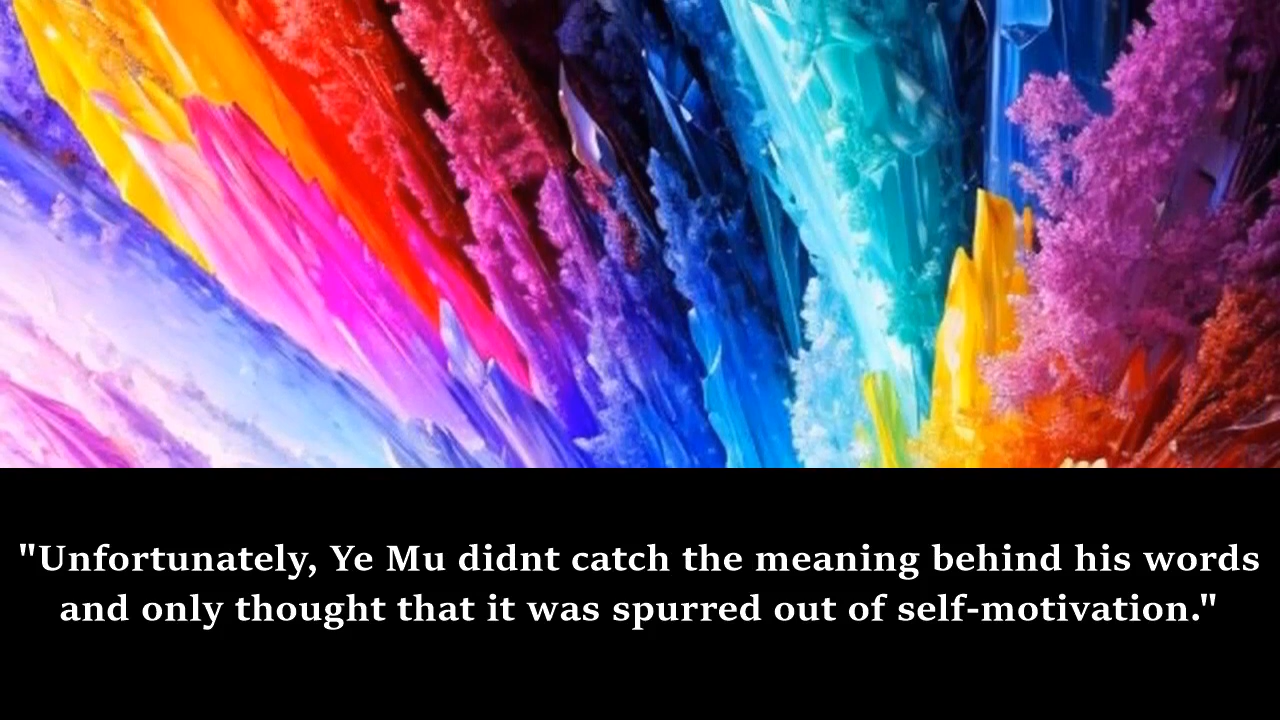 "Unfortunately, Ye Mu didnt catch the meaning behind his words
and only thought that it was spurred out of self-motivation."